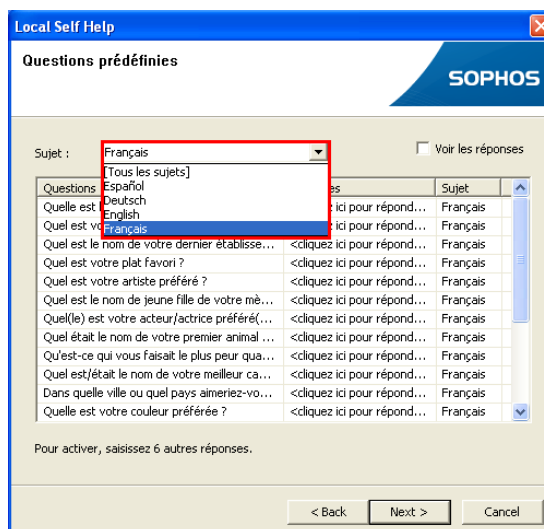 Local Self Help
Questions prédéfinies
SOPHOS
Sujet :
Français
Voir les réponses
[Tous les sujets]
Español
Deutsch
English
Français
Questions
Sujet
Quelle est
<cliquez ici pour répond... Français
Quel est
<cliquez ici pour répond... Français
Quel est le nom de votre dernier établisse... <cliquez ici pour répond... Français
Quel est votre plat favori ? <cliquez ici pour répond... Français
Quel est votre artiste préféré ? <cliquez ici pour répond... Français
Quel est le nom de jeune fille de votre mè... <cliquez ici pour répond... Français
Quel(le) est votre acteur/actrice préféré(... <cliquez ici pour répond... Français
Quel était le nom de votre premier animal ... <cliquez ici pour répond... Français
Qu'est-ce qui vous faisait le plus peur qua... <cliquez ici pour répond... Français
Quel est/était le nom de votre meilleur ca... <cliquez ici pour répond... Français
Dans quelle ville ou quel pays aimeriez-vo... <cliquez ici pour répond... Français
Quelle est votre couleur préférée ? <cliquez ici pour répond... Français
Pour activer, saisissez 6 autres réponses.
< Back Next > Cancel